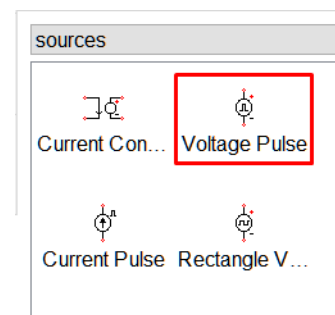 sources
Current Con... Voltage Pulse
Current Pulse Rectangle V...